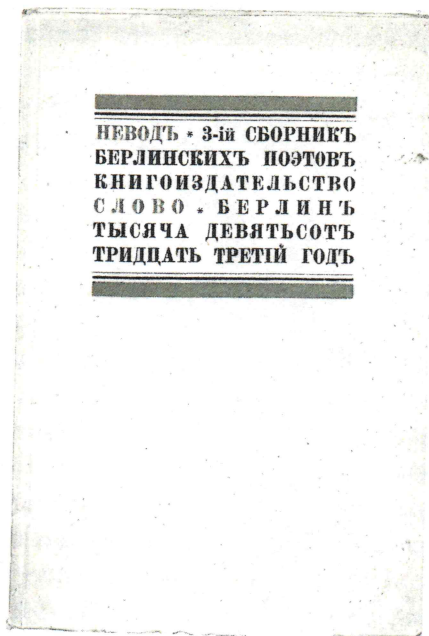 НЕВОДЪ * 3-ій СБОРНИКЪ
БЕРЛИНСКИХЪ ПОЭТОВЪ
КНИГОИЗДАТЕЛЬСТВО
СЛОВО * БЕРЛИНЪ
ТЫСЯЧА ДЕВЯТЬСОТЪ
ТРИДЦАТЬ ТРЕТІЙ ГОДЪ